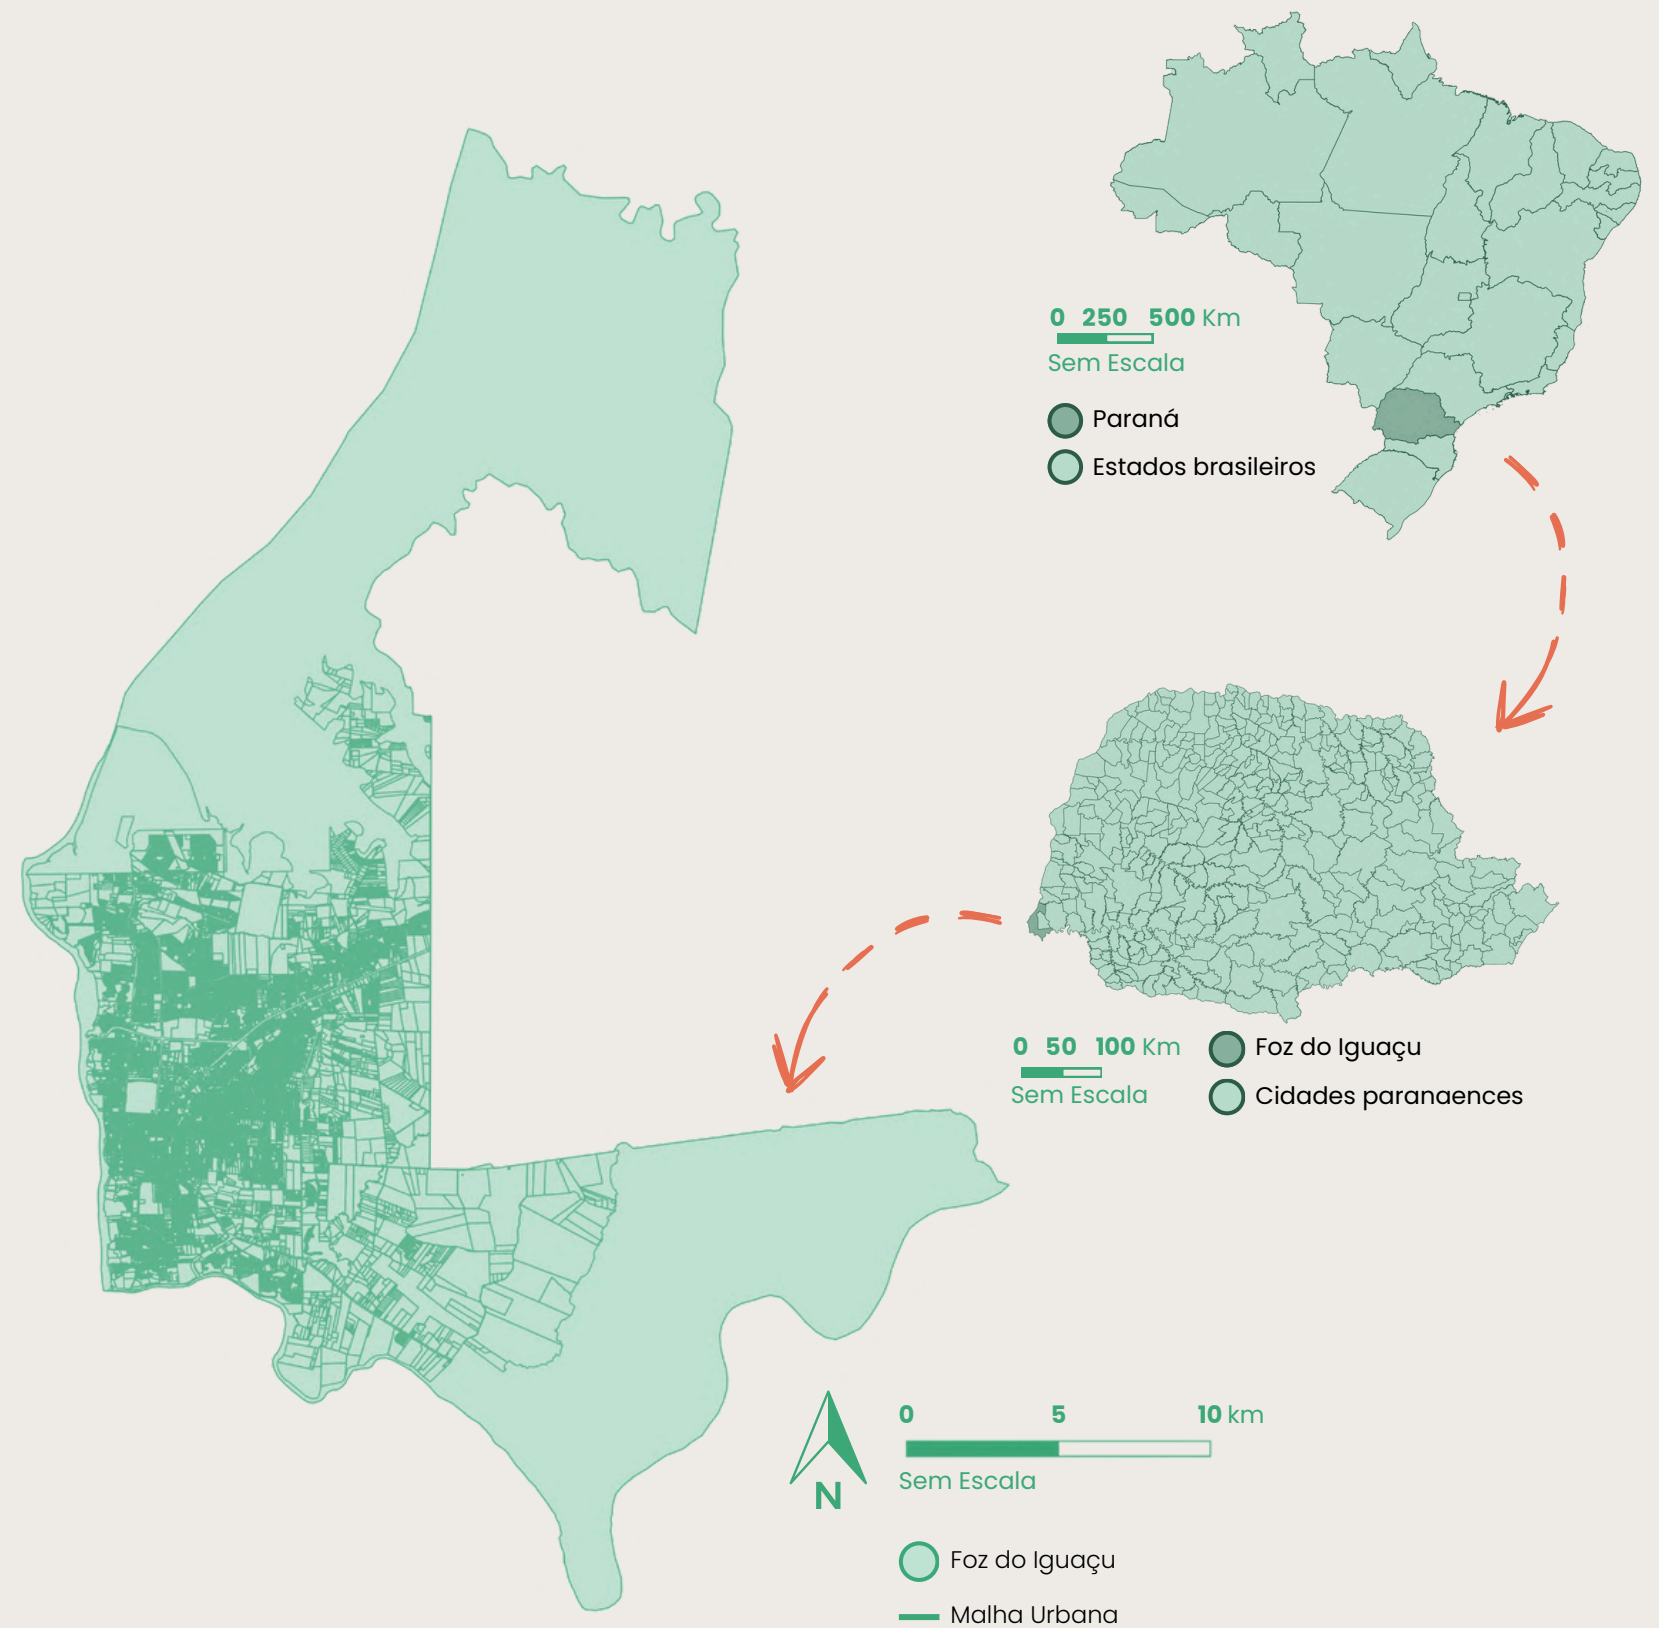 0 250 500 Km
Sem Escala
Paraná
Estados brasileiros
0 50 100 Km
Sem Escala
Foz do Iguaçu
Cidades paranaences
0 5 10 km
Sem Escala
N
Foz do Iguaçu
Malha Urbana